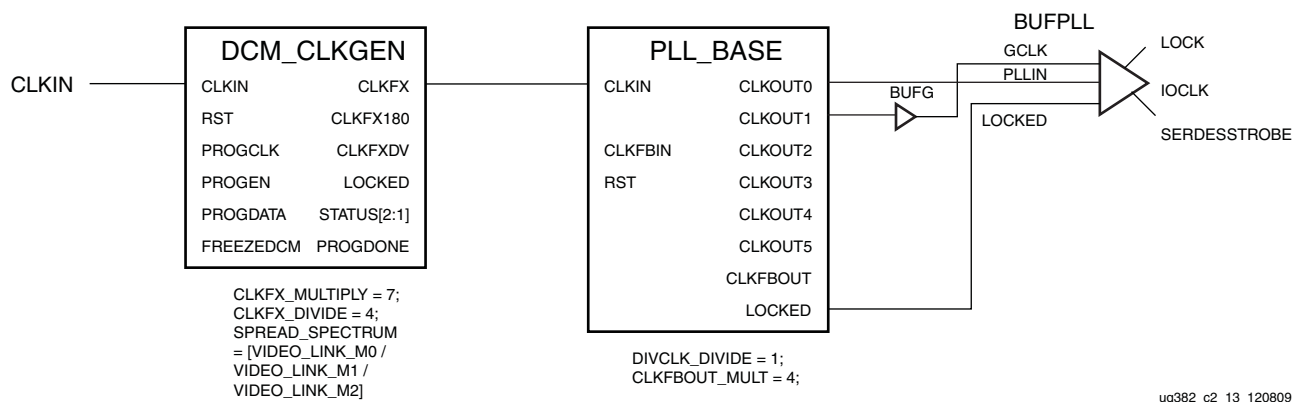 BUFPLL
DCM_CLKGEN
PLL_BASE
GCLK
LOCK
CLKIN
CLKIN
CLKFX
CLKIN
CLKOUT0
BUFG
PLLIN
IOCLK
RST
CLKFX180
CLKOUT1
LOCKED
SERDESSTROBE
PROGCLK
CLKFXDV
CLKFBIN
CLKOUT2
PROGEN
LOCKED
RST
CLKOUT3
PROGDATA
STATUS[2:1]
CLKOUT4
FREEZEDCM
PROGDONE
CLKOUT5
CLKFBOUT
LOCKED
CLKFX_MULTIPLY = 7;
CLKFX_DIVIDE = 4;
SPREAD_SPECTRUM
= [VIDEO_LINK_M0 /
VIDEO_LINK_M1 /
VIDEO_LINK_M2]
DIVCLK_DIVIDE = 1;
CLKFBOUT_MULT = 4;
ug382_c2_13_120809